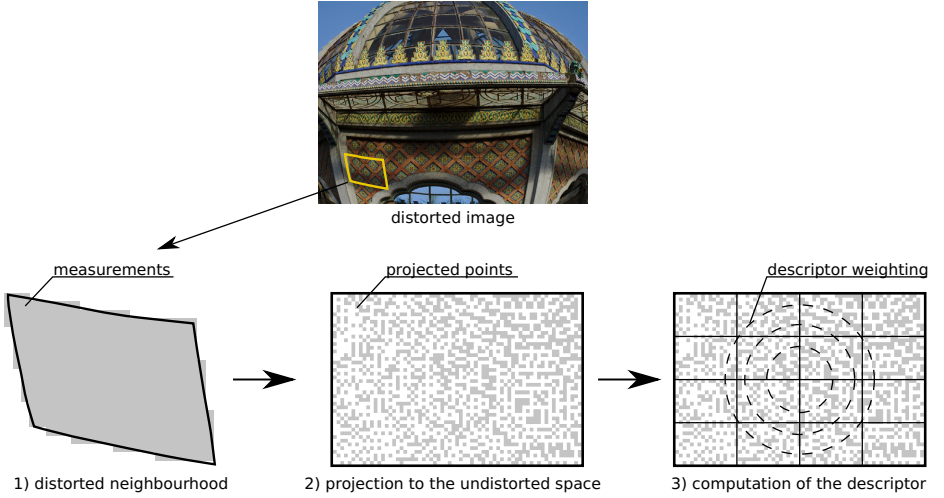 distorted image
measurements
projected points
descriptor weighting
1) distorted neighbourhood
2) projection to the undistorted space
3) computation of the descriptor